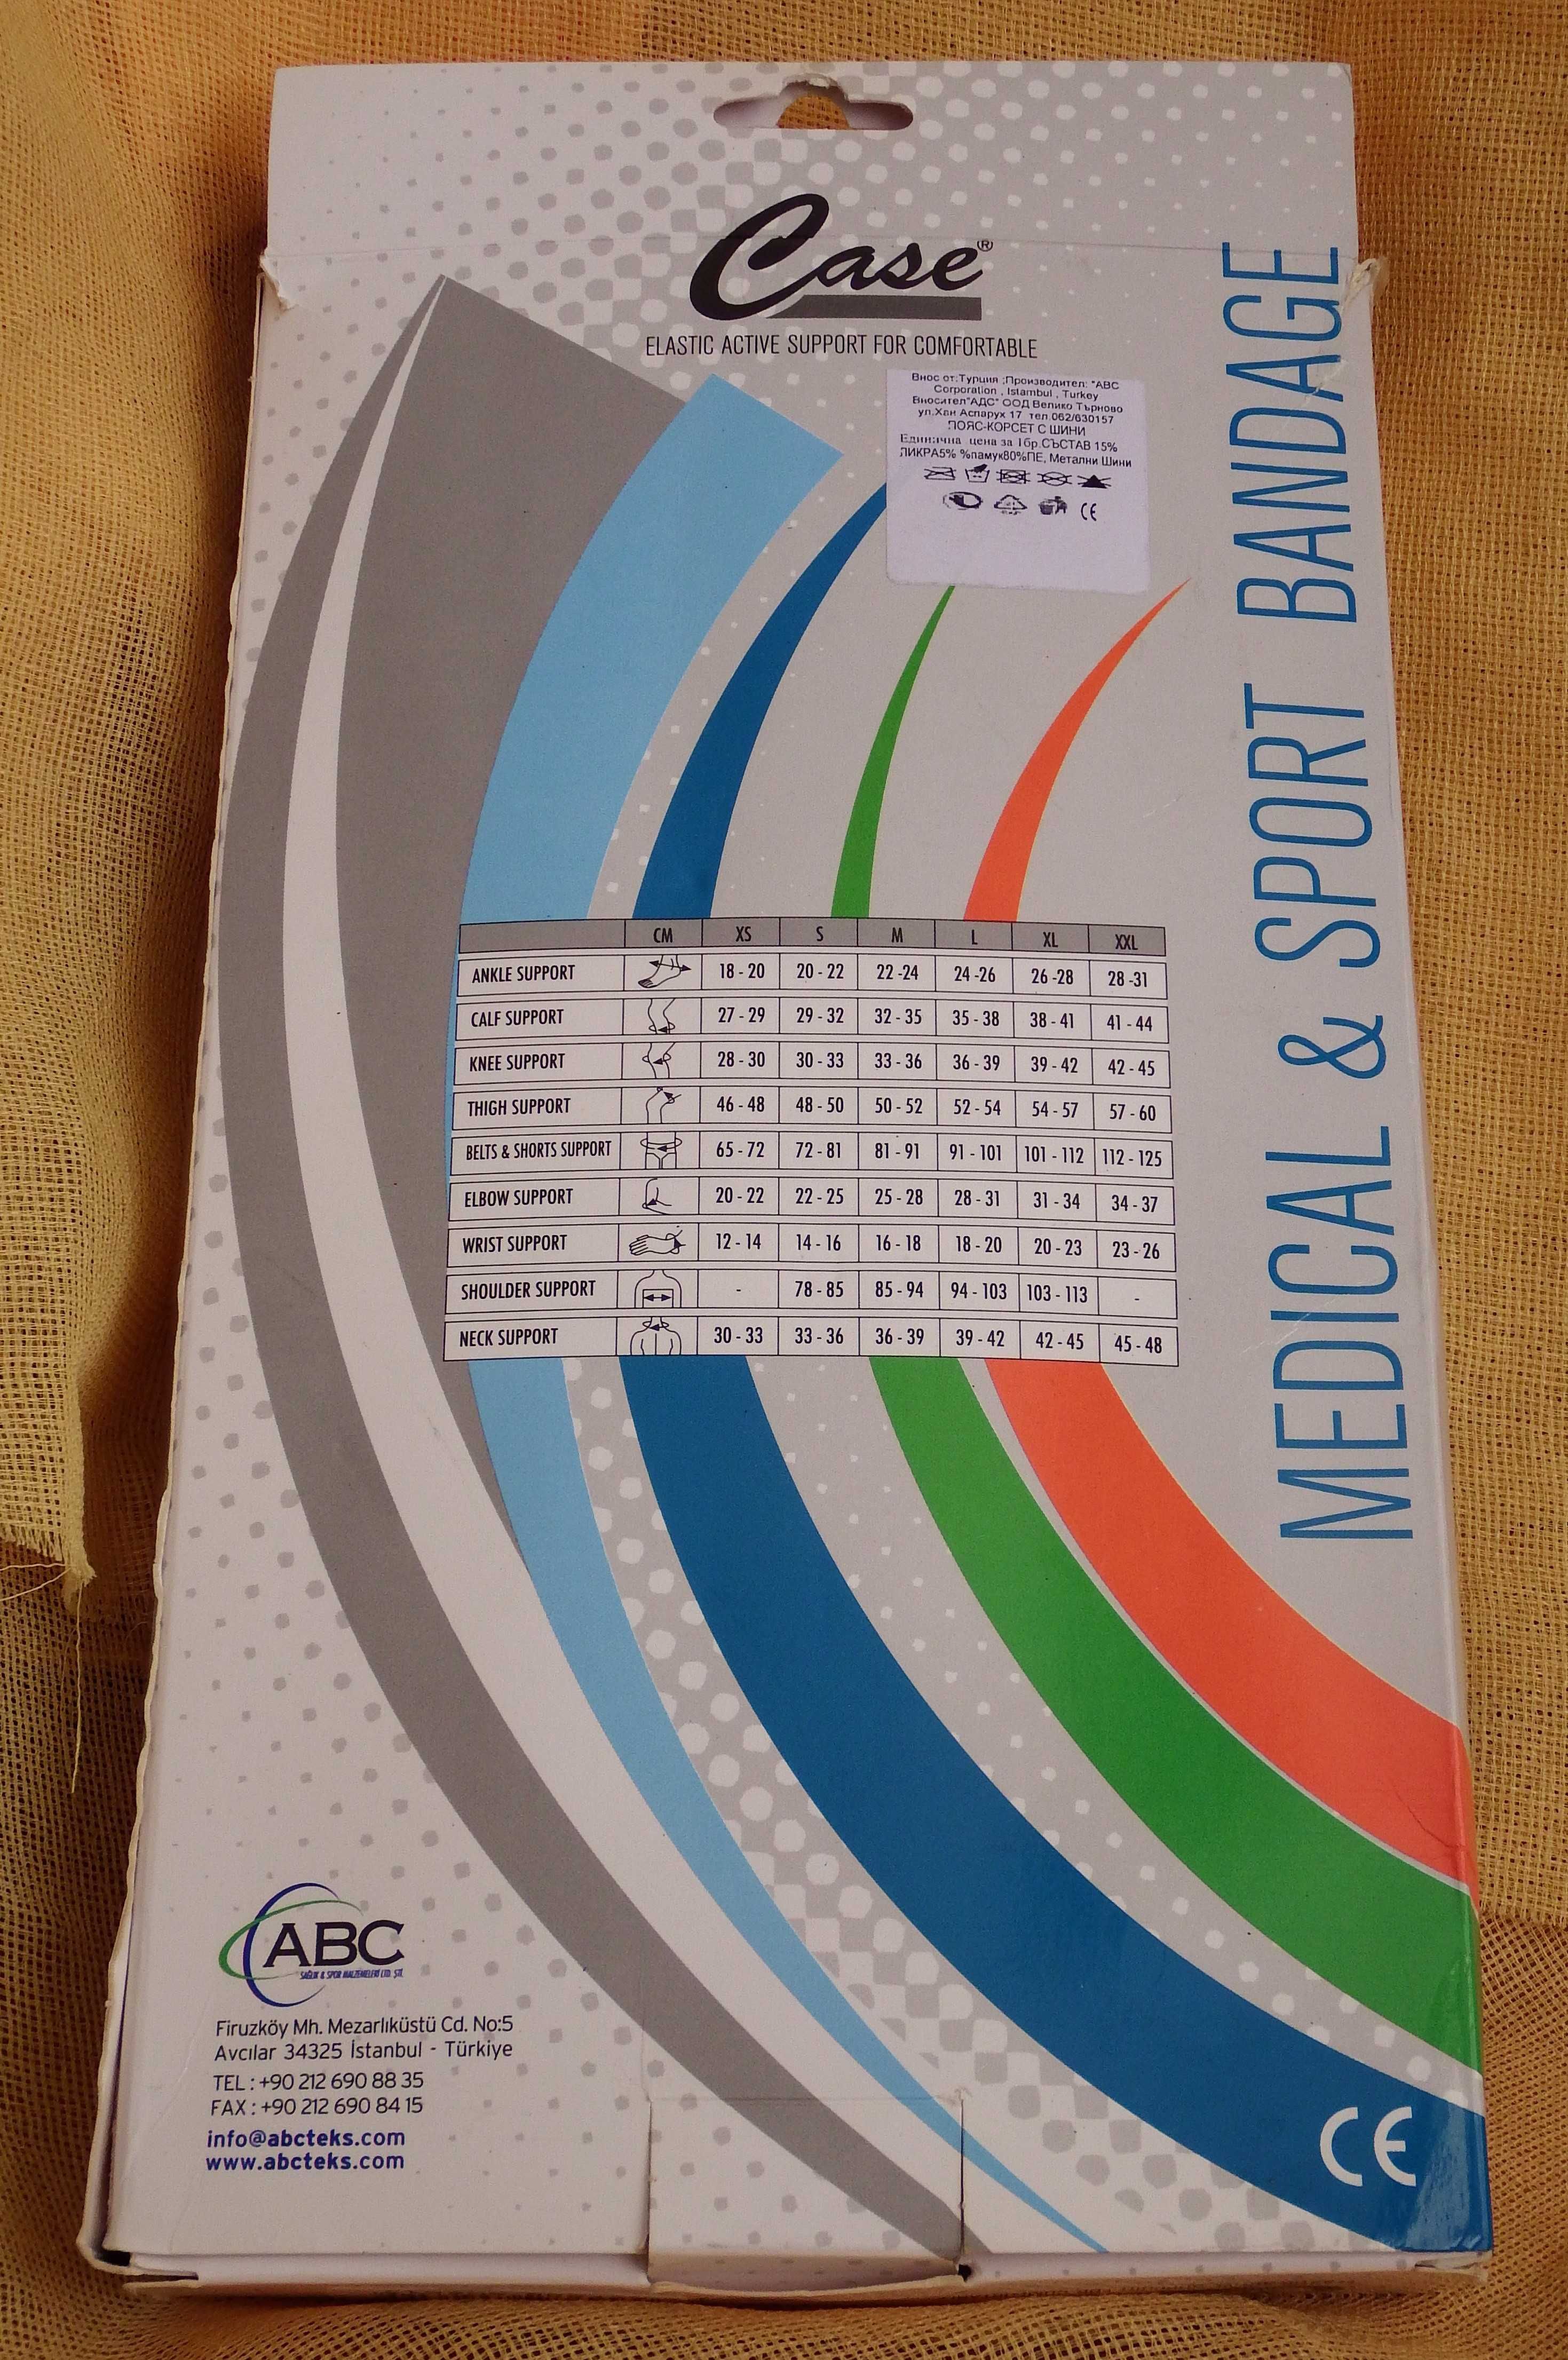 Case®
ELASTIC ACTIVE SUPPORT FOR COMFORTABLE
Внос от:Турция ;Производител: "ABC
Corporation , Istambul , Turkey
Вносител"АДС" ООД Велико Търново
ул.Хан Аспарух 17 тел.062/630157
ПОЯС-КОРСЕТ С ШИНИ
Единична цена за 1бр.СЪСТАВ 15%
ЛИКРА5% %памук80%ПЕ, Метални Шини
CE
MEDICAL & SPORT BANDAGE
CM XS S M L XL XXL
ANKLE SUPPORT 18 - 20 20 - 22 22 -24 24 -26 26 -28 28 -31
CALF SUPPORT 27 - 29 29 - 32 32 - 35 35 - 38 38 - 41 41 - 44
KNEE SUPPORT 28 - 30 30 - 33 33 - 36 36 - 39 39 - 42 42 - 45
THIGH SUPPORT 46 - 48 48 - 50 50 - 52 52 - 54 54 - 57 57 - 60
BELTS & SHORTS SUPPORT 65 - 72 72 - 81 81 - 91 91 - 101 101 - 112 112 - 125
ELBOW SUPPORT 20 - 22 22 - 25 25 - 28 28 - 31 31 - 34 34 - 37
WRIST SUPPORT 12 - 14 14 - 16 16 - 18 18 - 20 20 - 23 23 - 26
SHOULDER SUPPORT - 78 - 85 85 - 94 94 - 103 103 - 113 -
NECK SUPPORT 30 - 33 33 - 36 36 - 39 39 - 42 42 - 45 45 - 48
ABC
SAĞLIK & SPOR MALZEMELERİ LTD. ŞTİ.
Firuzköy Mh. Mezarlıküstü Cd. No:5
Avcılar 34325 İstanbul - Türkiye
TEL : +90 212 690 88 35
FAX : +90 212 690 84 15
info@abcteks.com
www.abcteks.com
CE